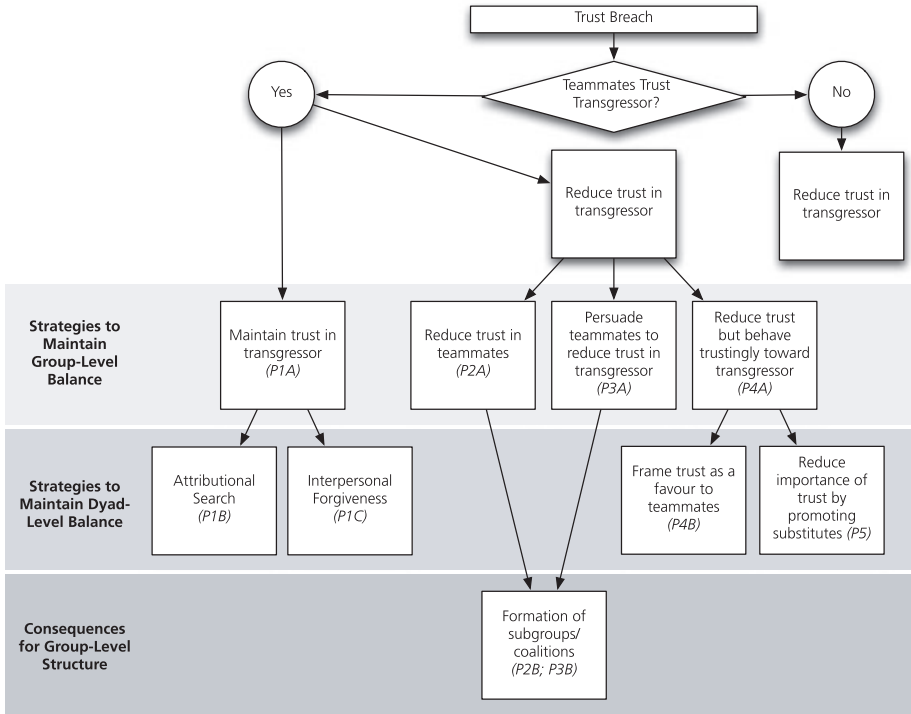 Trust Breach
Teammates Trust
Transgressor?
Yes
No
Reduce trust in
transgressor
Reduce trust in
transgressor
Strategies to
Maintain
Group-Level
Balance
Maintain trust in
transgressor
(P1A)
Reduce trust in
teammates
(P2A)
Persuade
teammates to
reduce trust in
transgressor
(P3A)
Reduce trust
but behave
trustingly toward
transgressor
(P4A)
Strategies to
Maintain Dyad-
Level Balance
Attributional
Search
(P1B)
Interpersonal
Forgiveness
(P1C)
Frame trust as a
favour to
teammates
(P4B)
Reduce
importance of
trust by
promoting
substitutes (P5)
Consequences
for Group-Level
Structure
Formation of
subgroups/
coalitions
(P2B; P3B)